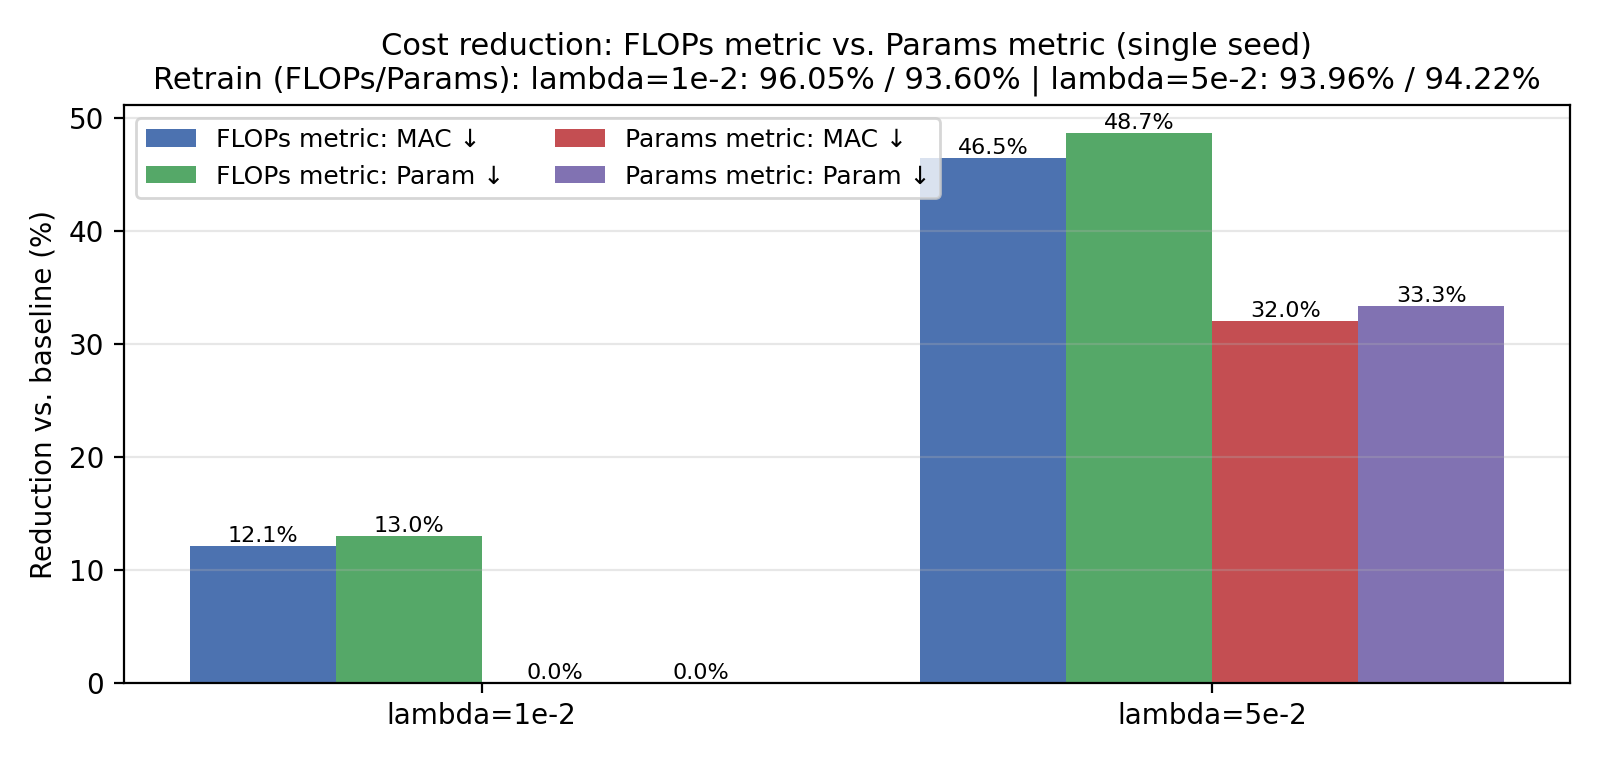 Cost reduction: FLOPs metric vs. Params metric (single seed)
Retrain (FLOPs/Params): lambda=1e-2: 96.05% / 93.60% | lambda=5e-2: 93.96% / 94.22%
Reduction vs. baseline (%)
50
40
30
20
10
0
FLOPs metric: MAC ↓
FLOPs metric: Param ↓
Params metric: MAC ↓
Params metric: Param ↓
12.1%
13.0%
0.0%
0.0%
46.5%
48.7%
32.0%
33.3%
lambda=1e-2
lambda=5e-2